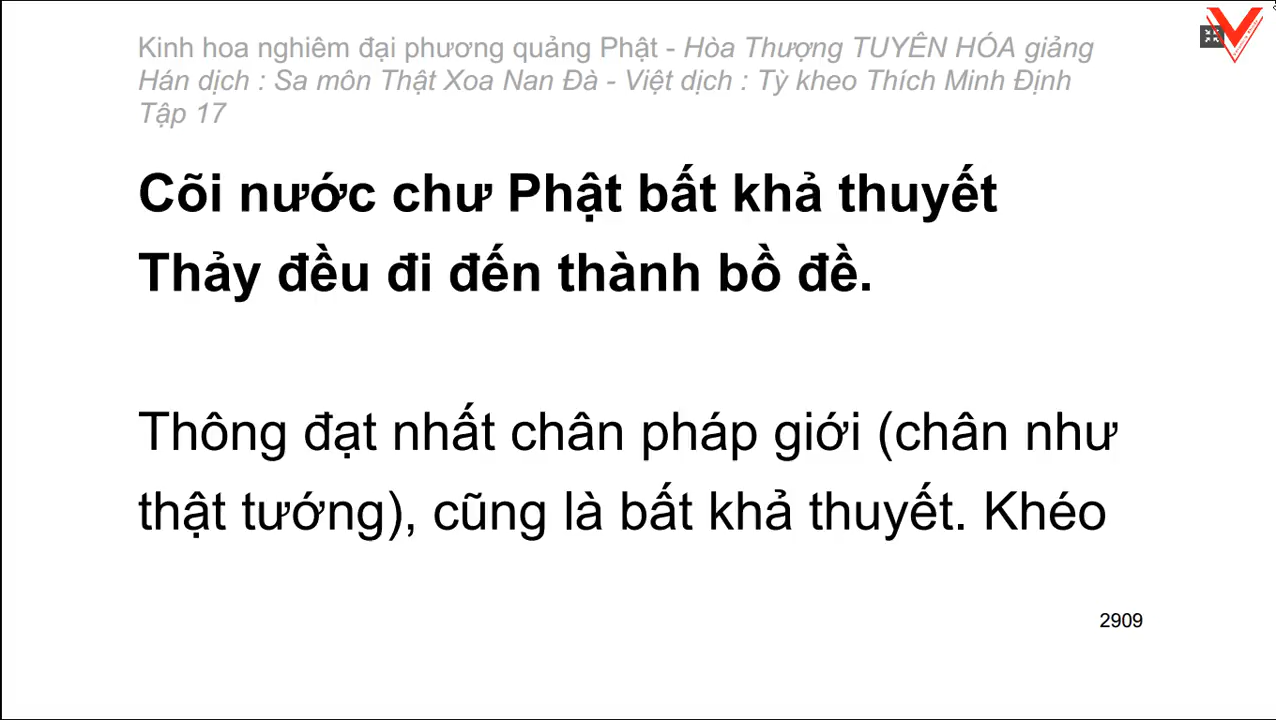 Kinh hoa nghiêm đại phương quảng Phật - Hòa Thượng TUYÊN HÓA giảng
Hán dịch : Sa môn Thật Xoa Nan Đà - Việt dịch : Tỳ kheo Thích Minh Định
Tập 17
Cõi nước chư Phật bất khả thuyết
Thảy đều đi đến thành bồ đề.
Thông đạt nhất chân pháp giới (chân như
thật tướng), cũng là bất khả thuyết. Khéo
2909